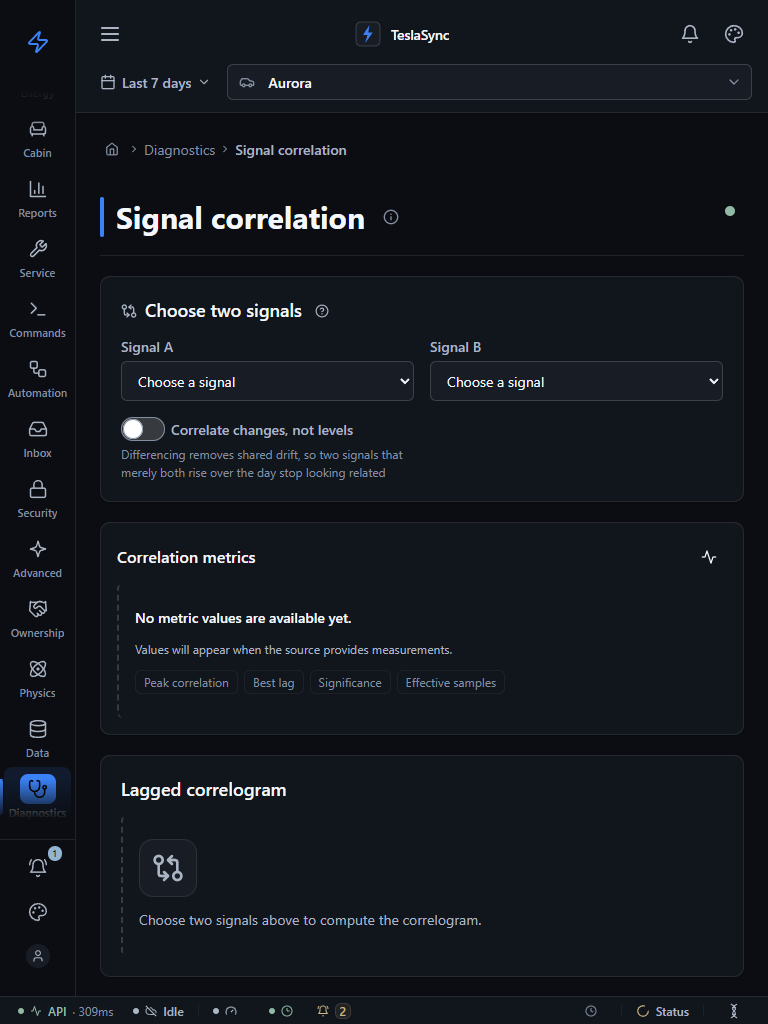 TeslaSync
Last 7 days
Aurora
Energy
Cabin
Reports
Service
Commands
Automation
Inbox
Security
Advanced
Ownership
Physics
Data
Diagnostics
1
Diagnostics > Signal correlation
Signal correlation
Choose two signals
Signal A
Signal B
Choose a signal
Choose a signal
Correlate changes, not levels
Differencing removes shared drift, so two signals that
merely both rise over the day stop looking related
Correlation metrics
No metric values are available yet.
Values will appear when the source provides measurements.
Peak correlation
Best lag
Significance
Effective samples
Lagged correlogram
Choose two signals above to compute the correlogram.
API · 309ms
Idle
2
Status